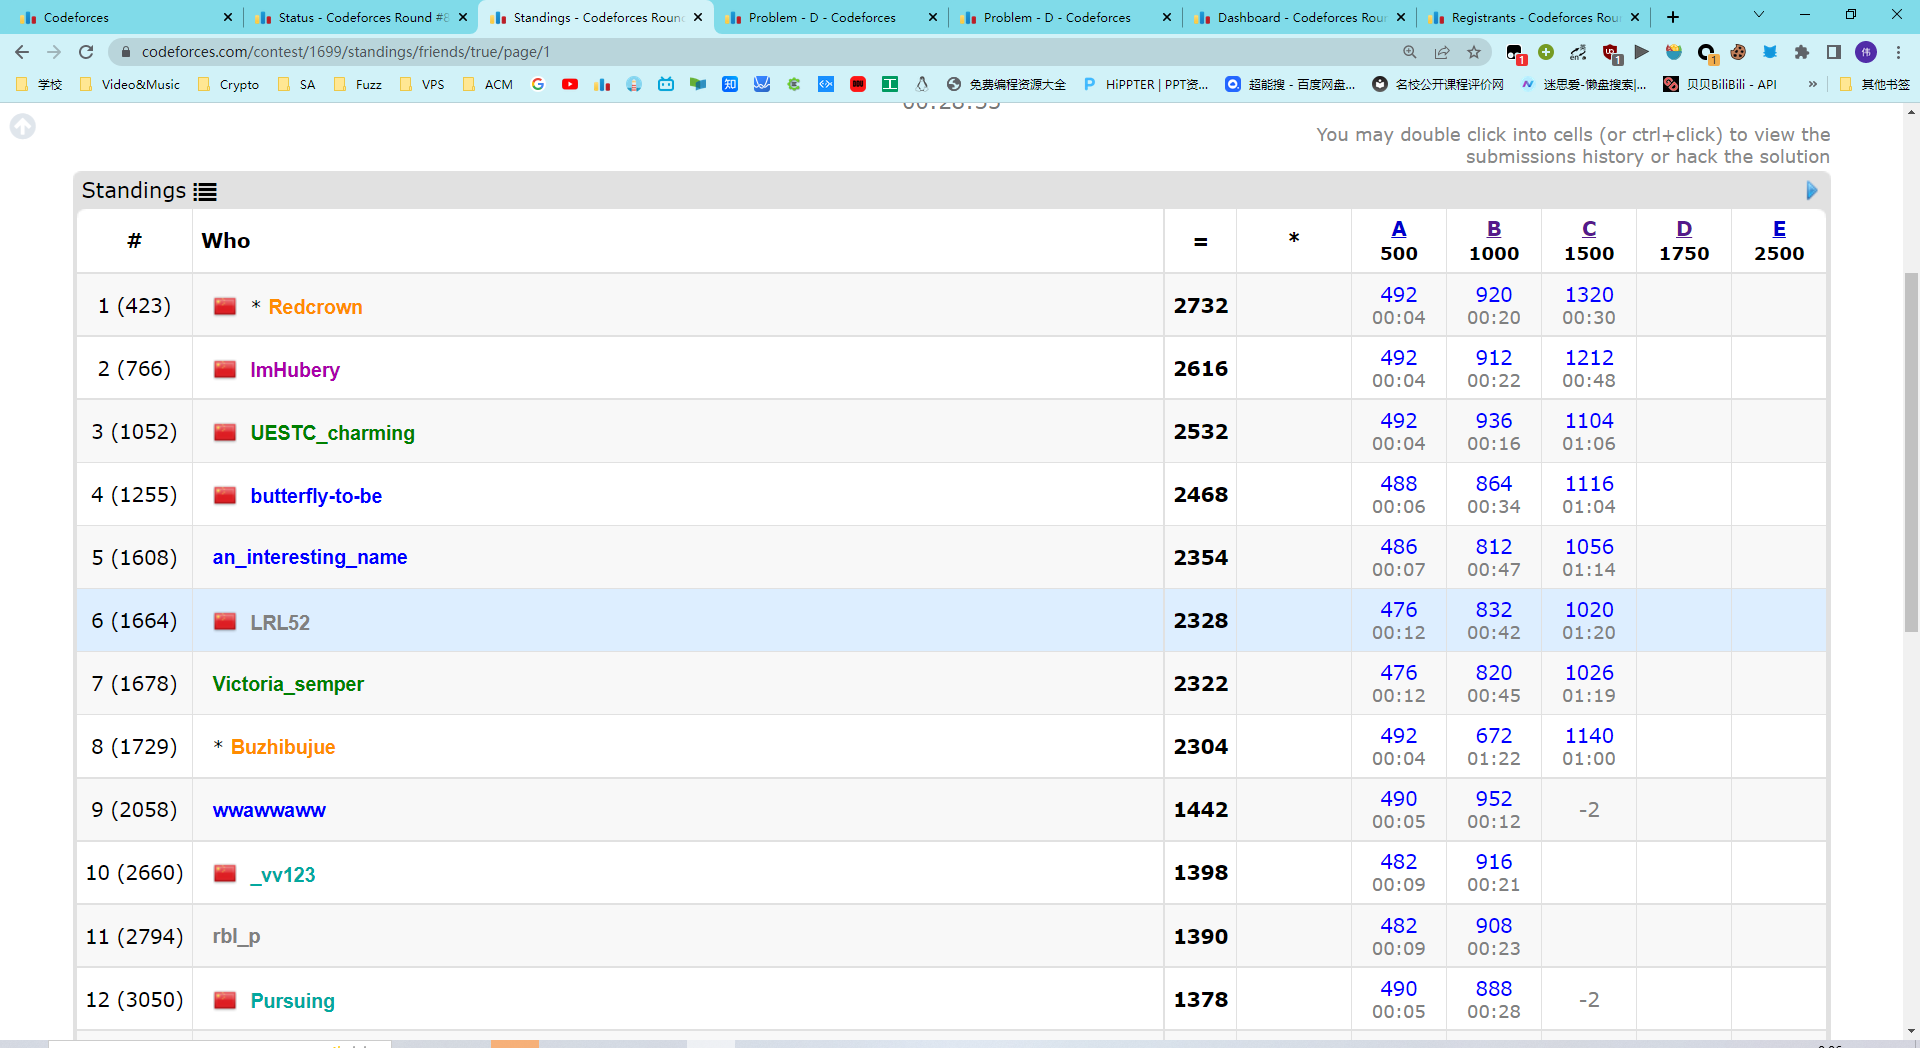 Codeforces
Status - Codeforces Round #8
Standings - Codeforces Round
Problem - D - Codeforces
Problem - D - Codeforces
Dashboard - Codeforces Rou
Registrants - Codeforces Rou
codeforces.com/contest/1699/standings/friends/true/page/1
学校 Video&Music Crypto SA Fuzz VPS ACM 免费编程资源大全 HiPPTER | PPT资... 超能搜 - 百度网盘... 名校公开课程评价网 迷思爱-懒盘搜索|... 贝贝BiliBili - API » 其他书签
You may double click into cells (or ctrl+click) to view the
submissions history or hack the solution
Standings
# Who = * A B C D E
500 1000 1500 1750 2500
1 (423) * Redcrown 2732 492 920 1320
00:04 00:20 00:30
2 (766) ImHubery 2616 492 912 1212
00:04 00:22 00:48
3 (1052) UESTC_charming 2532 492 936 1104
00:04 00:16 01:06
4 (1255) butterfly-to-be 2468 488 864 1116
00:06 00:34 01:04
5 (1608) an_interesting_name 2354 486 812 1056
00:07 00:47 01:14
6 (1664) LRL52 2328 476 832 1020
00:12 00:42 01:20
7 (1678) Victoria_semper 2322 476 820 1026
00:12 00:45 01:19
8 (1729) * Buzhibujue 2304 492 672 1140
00:04 01:22 01:00
9 (2058) wwawwaww 1442 490 952 -2
00:05 00:12
10 (2660) _vv123 1398 482 916
00:09 00:21
11 (2794) rbl_p 1390 482 908
00:09 00:23
12 (3050) Pursuing 1378 490 888 -2
00:05 00:28